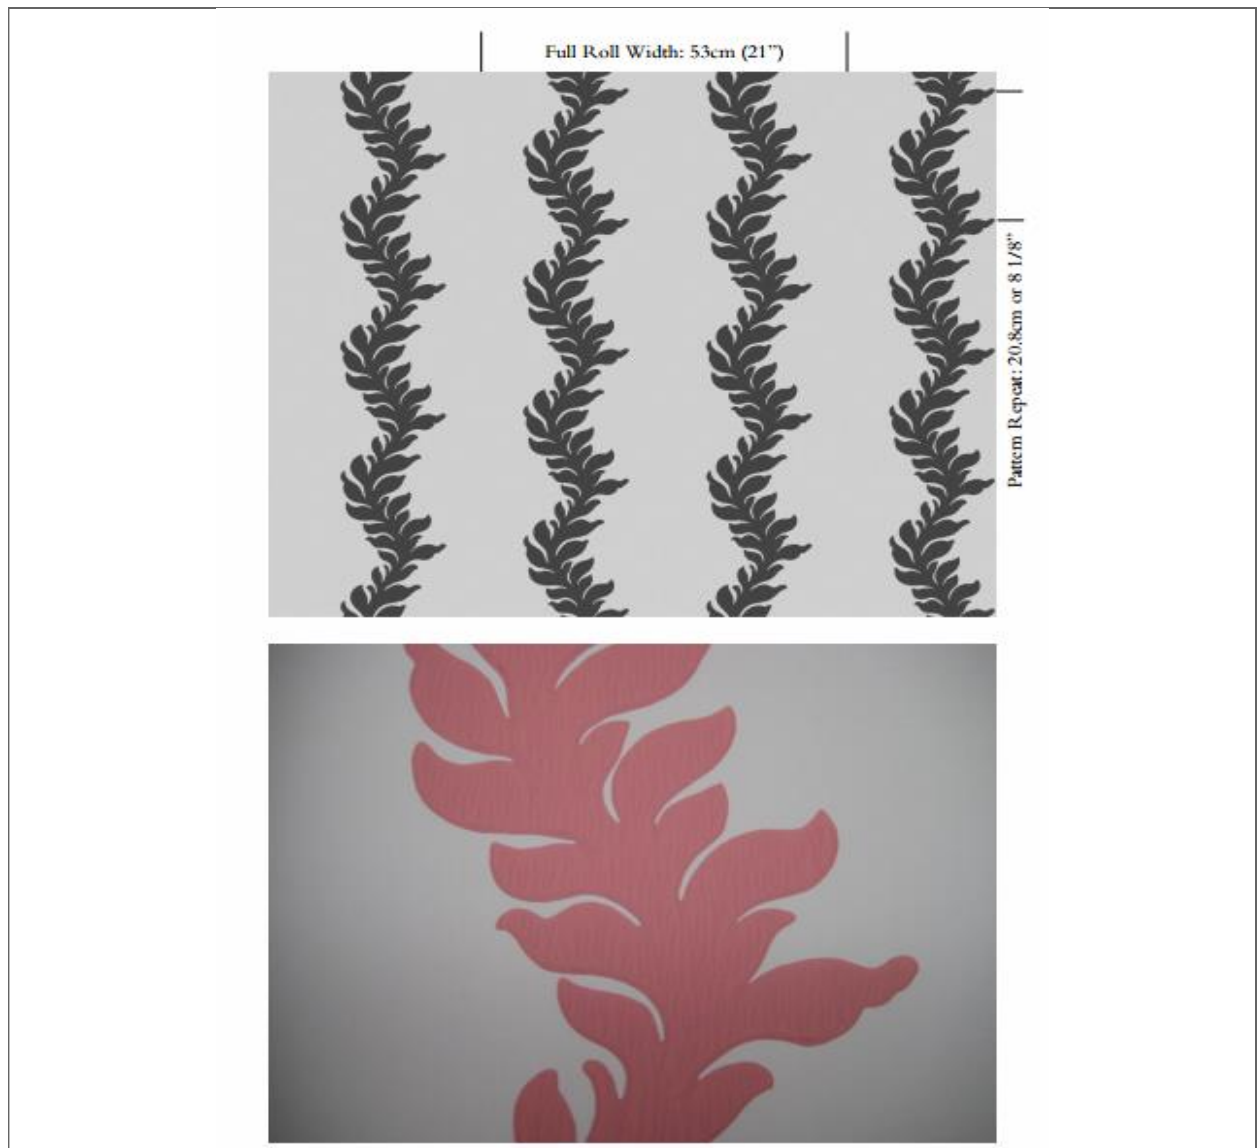 Full Roll Width: 53cm (21”)
Pattern Repeat: 20.8cm or 8 1/8”